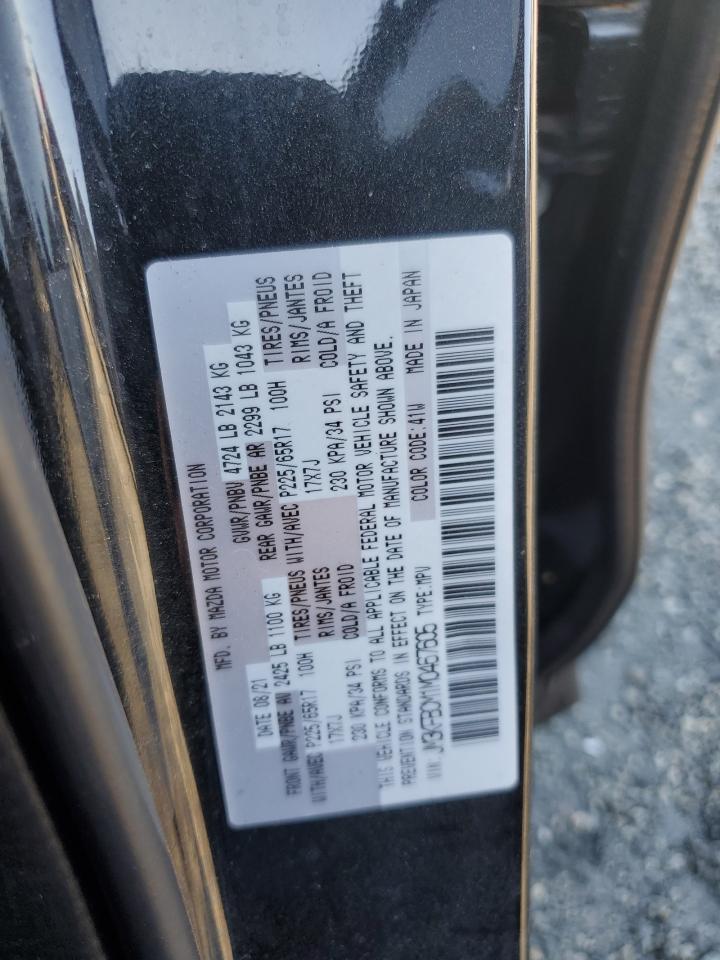 MFD. BY MAZDA MOTOR CORPORATION
DATE 08/21 GVWR/PNBV 4724 LB 2143 KG
FRONT GAWR/PNBE AV 2425 LB 1100 KG REAR GAWR/PNBE AR 2299 LB 1043 KG
WITH/AVEC P225/65R17 100H TIRES/PNEUS WITH/AVEC P225/65R17 100H TIRES/PNEUS
17X7J RIMS/JANTES 17X7J RIMS/JANTES
230 KPA/34 PSI COLD/A FROID 230 KPA/34 PSI COLD/A FROID
THIS VEHICLE CONFORMS TO ALL APPLICABLE FEDERAL MOTOR VEHICLE SAFETY AND THEFT
PREVENTION STANDARDS IN EFFECT ON THE DATE OF MANUFACTURE SHOWN ABOVE.
VIN. TYPE:MPV COLOR CODE:41W MADE IN JAPAN